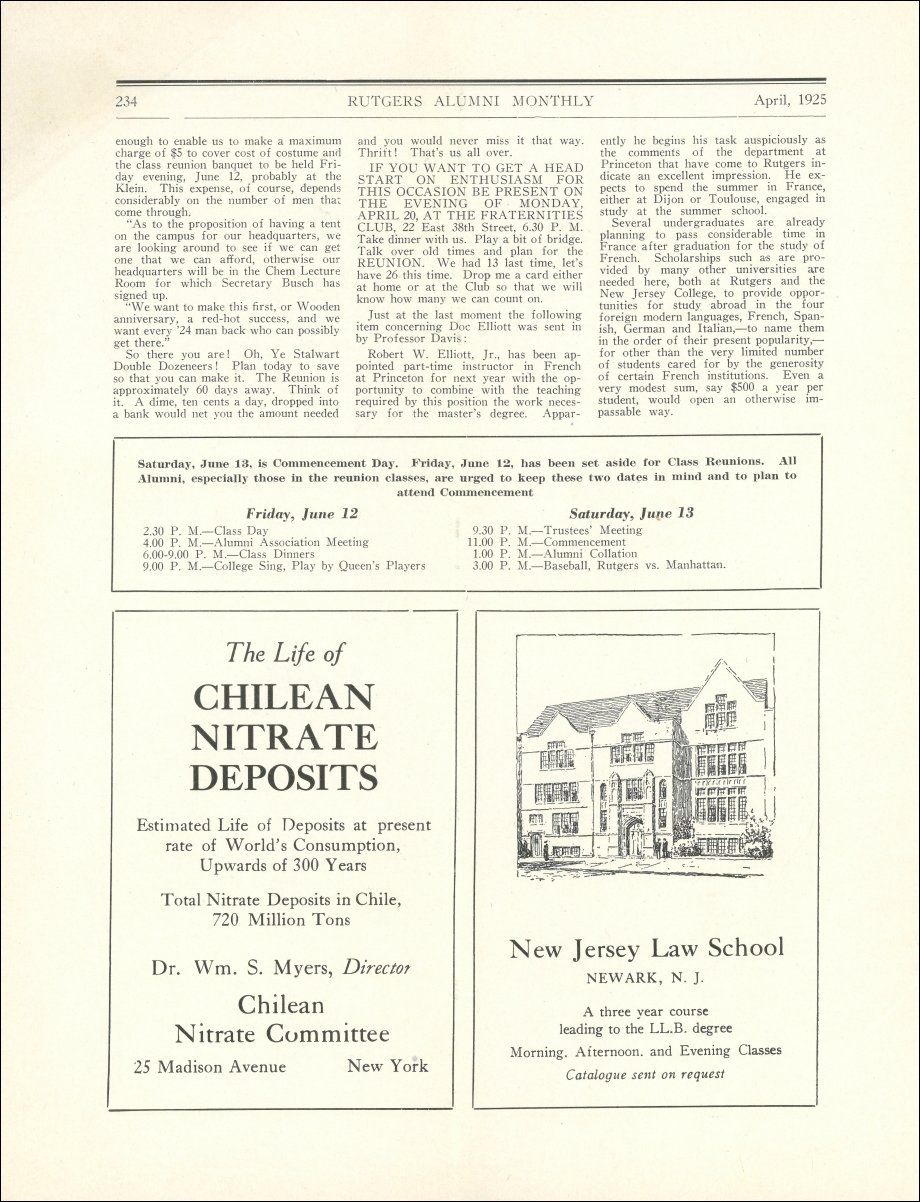 234
RUTGERS ALUMNI MONTHLY
April, 1925
enough to enable us to make a maximum
charge of $5 to cover cost of costume and
the class reunion banquet to be held Fri-
day evening, June 12, probably at the
Klein. This expense, of course, depends
considerably on the number of men that
come through.
"As to the proposition of having a tent
on the campus for our headquarters, we
are looking around to see if we can get
one that we can afford, otherwise our
headquarters will be in the Chem Lecture
Room for which Secretary Busch has
signed up.
"We want to make this first, or Wooden
anniversary, a red-hot success, and we
want every '24 man back who can possibly
get there."
So there you are! Oh, Ye Stalwart
Double Dozeneers! Plan today to save
so that you can make it. The Reunion is
approximately 60 days away. Think of
it. A dime, ten cents a day, dropped into
a bank would net you the amount needed
and you would never miss it that way.
Thrift! That's us all over.
IF YOU WANT TO GET A HEAD
START ON ENTHUSIASM FOR
THIS OCCASION BE PRESENT ON
THE EVENING OF MONDAY,
APRIL 20, AT THE FRATERNITIES
CLUB, 22 East 38th Street, 6.30 P. M.
Take dinner with us. Play a bit of bridge.
Talk over old times and plan for the
REUNION. We had 13 last time, let's
have 26 this time. Drop me a card either
at home or at the Club so that we will
know how many we can count on.
Just at the last moment the following
item concerning Doc Elliott was sent in
by Professor Davis:
Robert W. Elliott, Jr., has been ap-
pointed part-time instructor in French
at Princeton for next year with the op-
portunity to combine with the teaching
required by this position the work neces-
sary for the master's degree. Appar-
ently he begins his task auspiciously as
the comments of the department at
Princeton that have come to Rutgers in-
dicate an excellent impression. He ex-
pects to spend the summer in France,
either at Dijon or Toulouse, engaged in
study at the summer school.
Several undergraduates are already
planning to pass considerable time in
France after graduation for the study of
French. Scholarships such as are pro-
vided by many other universities are
needed here, both at Rutgers and the
New Jersey College, to provide oppor-
tunities for study abroad in the four
foreign modern languages, French, Span-
ish, German and Italian,—to name them
in the order of their present popularity,—
for other than the very limited number
of students cared for by the generosity
of certain French institutions. Even a
very modest sum, say $500 a year per
student, would open an otherwise im-
passable way.
Saturday, June 13, is Commencement Day. Friday, June 12, has been set aside for Class Reunions. All
Alumni, especially those in the reunion classes, are urged to keep these two dates in mind and to plan to
attend Commencement
Friday, June 12
2.30 P. M.—Class Day
4.00 P. M.—Alumni Association Meeting
6.00-9.00 P. M.—Class Dinners
9.00 P. M.—College Sing, Play by Queen's Players
Saturday, June 13
9.30 P. M.—Trustees' Meeting
11.00 P. M.—Commencement
1.00 P. M.—Alumni Collation
3.00 P. M.—Baseball, Rutgers vs. Manhattan.
The Life of
CHILEAN
NITRATE
DEPOSITS
Estimated Life of Deposits at present
rate of World's Consumption,
Upwards of 300 Years
Total Nitrate Deposits in Chile,
720 Million Tons
Dr. Wm. S. Myers, Director
Chilean
Nitrate Committee
25 Madison Avenue New York
New Jersey Law School
NEWARK, N. J.
A three year course
leading to the LL.B. degree
Morning, Afternoon, and Evening Classes
Catalogue sent on request